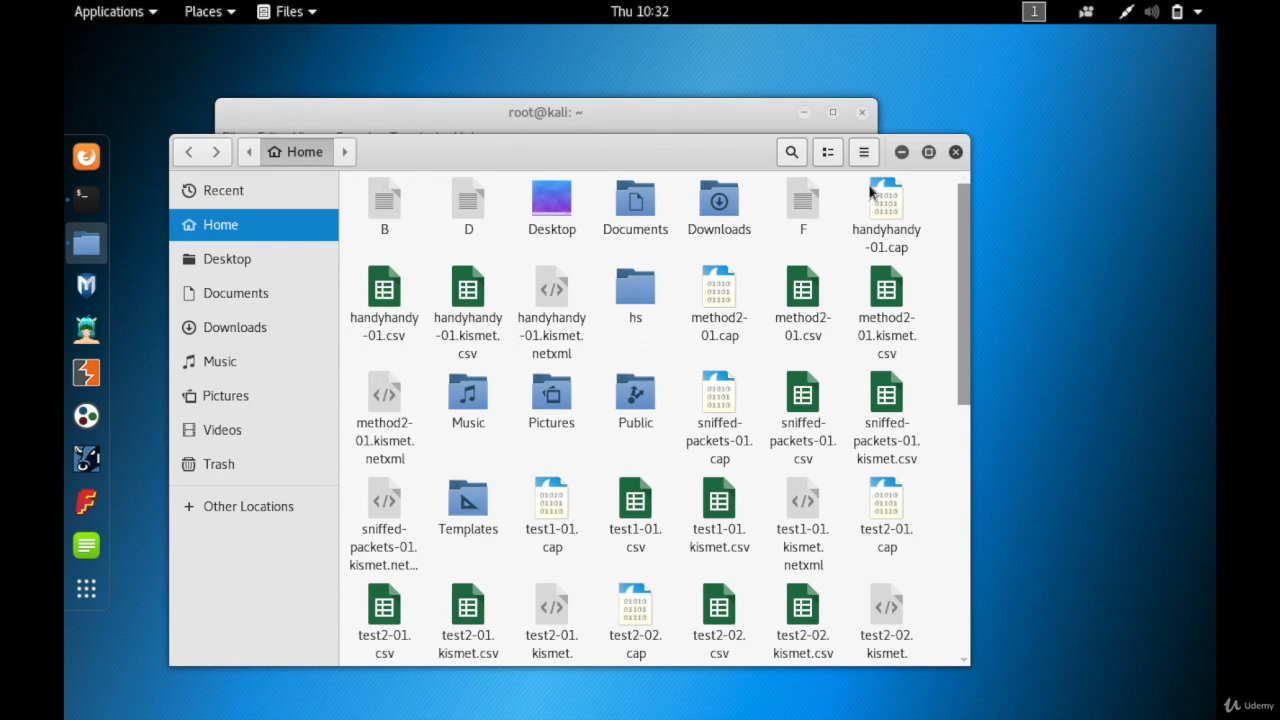 Applications Places Files Thu 10:32 1
root@kali: ~
Home
Recent
Home
Desktop
Documents
Downloads
Music
Pictures
Videos
Trash
+ Other Locations
B D Desktop Documents Downloads F handyhandy
-01.cap
handyhandy handyhandy handyhandy hs method2- method2- method2-
-01.csv -01.kismet. -01.kismet. 01.cap 01.csv 01.kismet.
csv netxml csv
method2- Music Pictures Public sniffed- sniffed- sniffed-
01.kismet. packets-01. packets-01. packets-01.
netxml cap csv kismet.csv
sniffed- Templates test1-01. test1-01. test1-01. test1-01. test2-01.
packets-01. cap csv kismet.csv kismet. cap
kismet.net... netxml
test2-01. test2-01. test2-01. test2-02. test2-02. test2-02. test2-02.
csv kismet.csv kismet. cap csv kismet.csv kismet.
Udemy